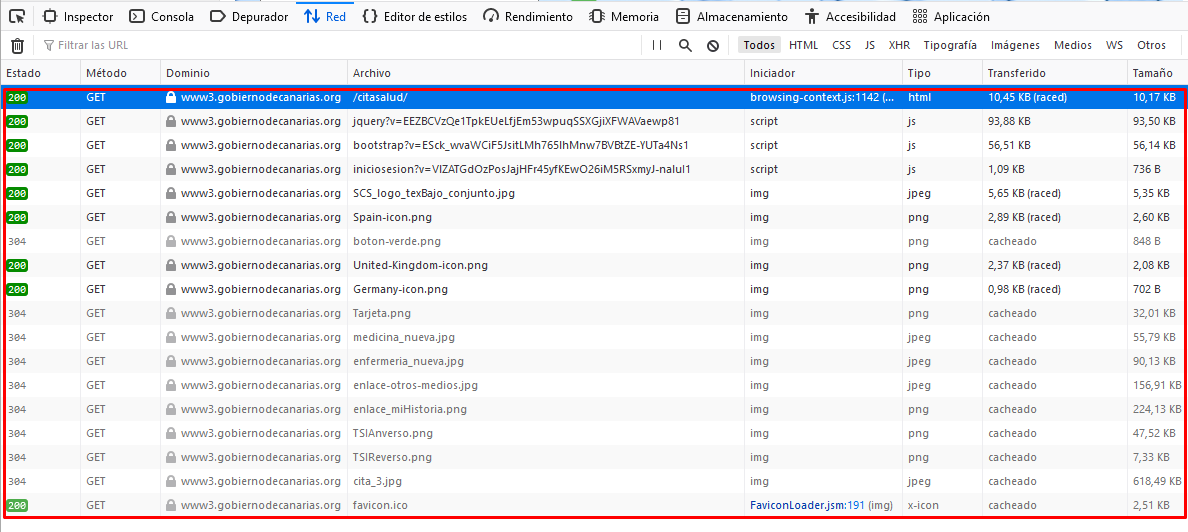 Inspector Consola Depurador Red Editor de estilos Rendimiento Memoria Almacenamiento Accesibilidad Aplicación
Filtrar las URL Todos HTML CSS JS XHR Tipografía Imágenes Medios WS Otros
Estado Método Dominio Archivo Iniciador Tipo Transferido Tamaño
200 GET www3.gobiernodecanarias.org /citasalud/ browsing-context.js:1142 (... html 10,45 KB (raced) 10,17 KB
200 GET www3.gobiernodecanarias.org jquery?v=EEZBCVzQe1TpkEUeLfjEm53wpuqSSXGjiXFWAVaewp81 script js 93,88 KB 93,50 KB
200 GET www3.gobiernodecanarias.org bootstrap?v=ESck_wvaWCiF5JsitLMh765IhMnw7BVBtZE-YUTa4Ns1 script js 56,51 KB 56,14 KB
200 GET www3.gobiernodecanarias.org iniciosesion?v=VIZATGdOzPosJajHFr45yfKEwO26iM5RSxmyJ-naIuI1 script js 1,09 KB 736 B
200 GET www3.gobiernodecanarias.org SCS_logo_texBajo_conjunto.jpg img jpeg 5,65 KB (raced) 5,35 KB
200 GET www3.gobiernodecanarias.org Spain-icon.png img png 2,89 KB (raced) 2,60 KB
304 GET www3.gobiernodecanarias.org boton-verde.png img png cacheado 848 B
200 GET www3.gobiernodecanarias.org United-Kingdom-icon.png img png 2,37 KB (raced) 2,08 KB
200 GET www3.gobiernodecanarias.org Germany-icon.png img png 0,98 KB (raced) 702 B
304 GET www3.gobiernodecanarias.org Tarjeta.png img png cacheado 32,01 KB
304 GET www3.gobiernodecanarias.org medicina_nueva.jpg img jpeg cacheado 55,79 KB
304 GET www3.gobiernodecanarias.org enfermeria_nueva.jpg img jpeg cacheado 90,13 KB
304 GET www3.gobiernodecanarias.org enlace-otros-medios.jpg img jpeg cacheado 156,91 KB
304 GET www3.gobiernodecanarias.org enlace_miHistoria.png img png cacheado 224,13 KB
304 GET www3.gobiernodecanarias.org TSIAnverso.png img png cacheado 47,52 KB
304 GET www3.gobiernodecanarias.org TSIReverso.png img png cacheado 7,33 KB
304 GET www3.gobiernodecanarias.org cita_3.jpg img jpeg cacheado 618,49 KB
200 GET www3.gobiernodecanarias.org favicon.ico FaviconLoader.jsm:191 (img) x-icon cacheado 2,51 KB